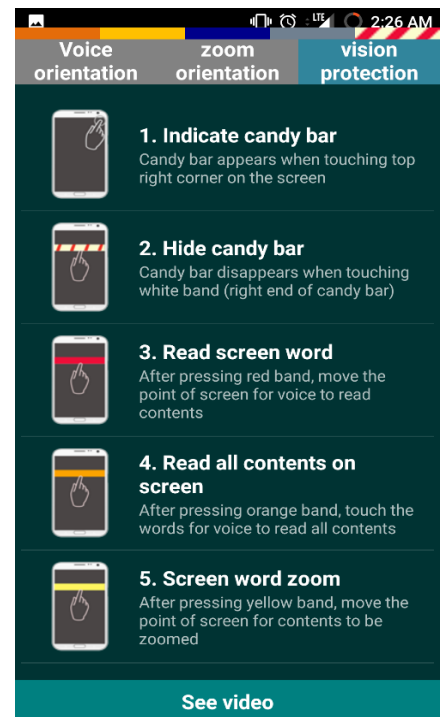 LTE 2:26 AM
Voice orientation
zoom orientation
vision protection
1. Indicate candy bar
Candy bar appears when touching top
right corner on the screen
2. Hide candy bar
Candy bar disappears when touching
white band (right end of candy bar)
3. Read screen word
After pressing red band, move the
point of screen for voice to read
contents
4. Read all contents on
screen
After pressing orange band, touch the
words for voice to read all contents
5. Screen word zoom
After pressing yellow band, move the
point of screen for contents to be
zoomed
See video